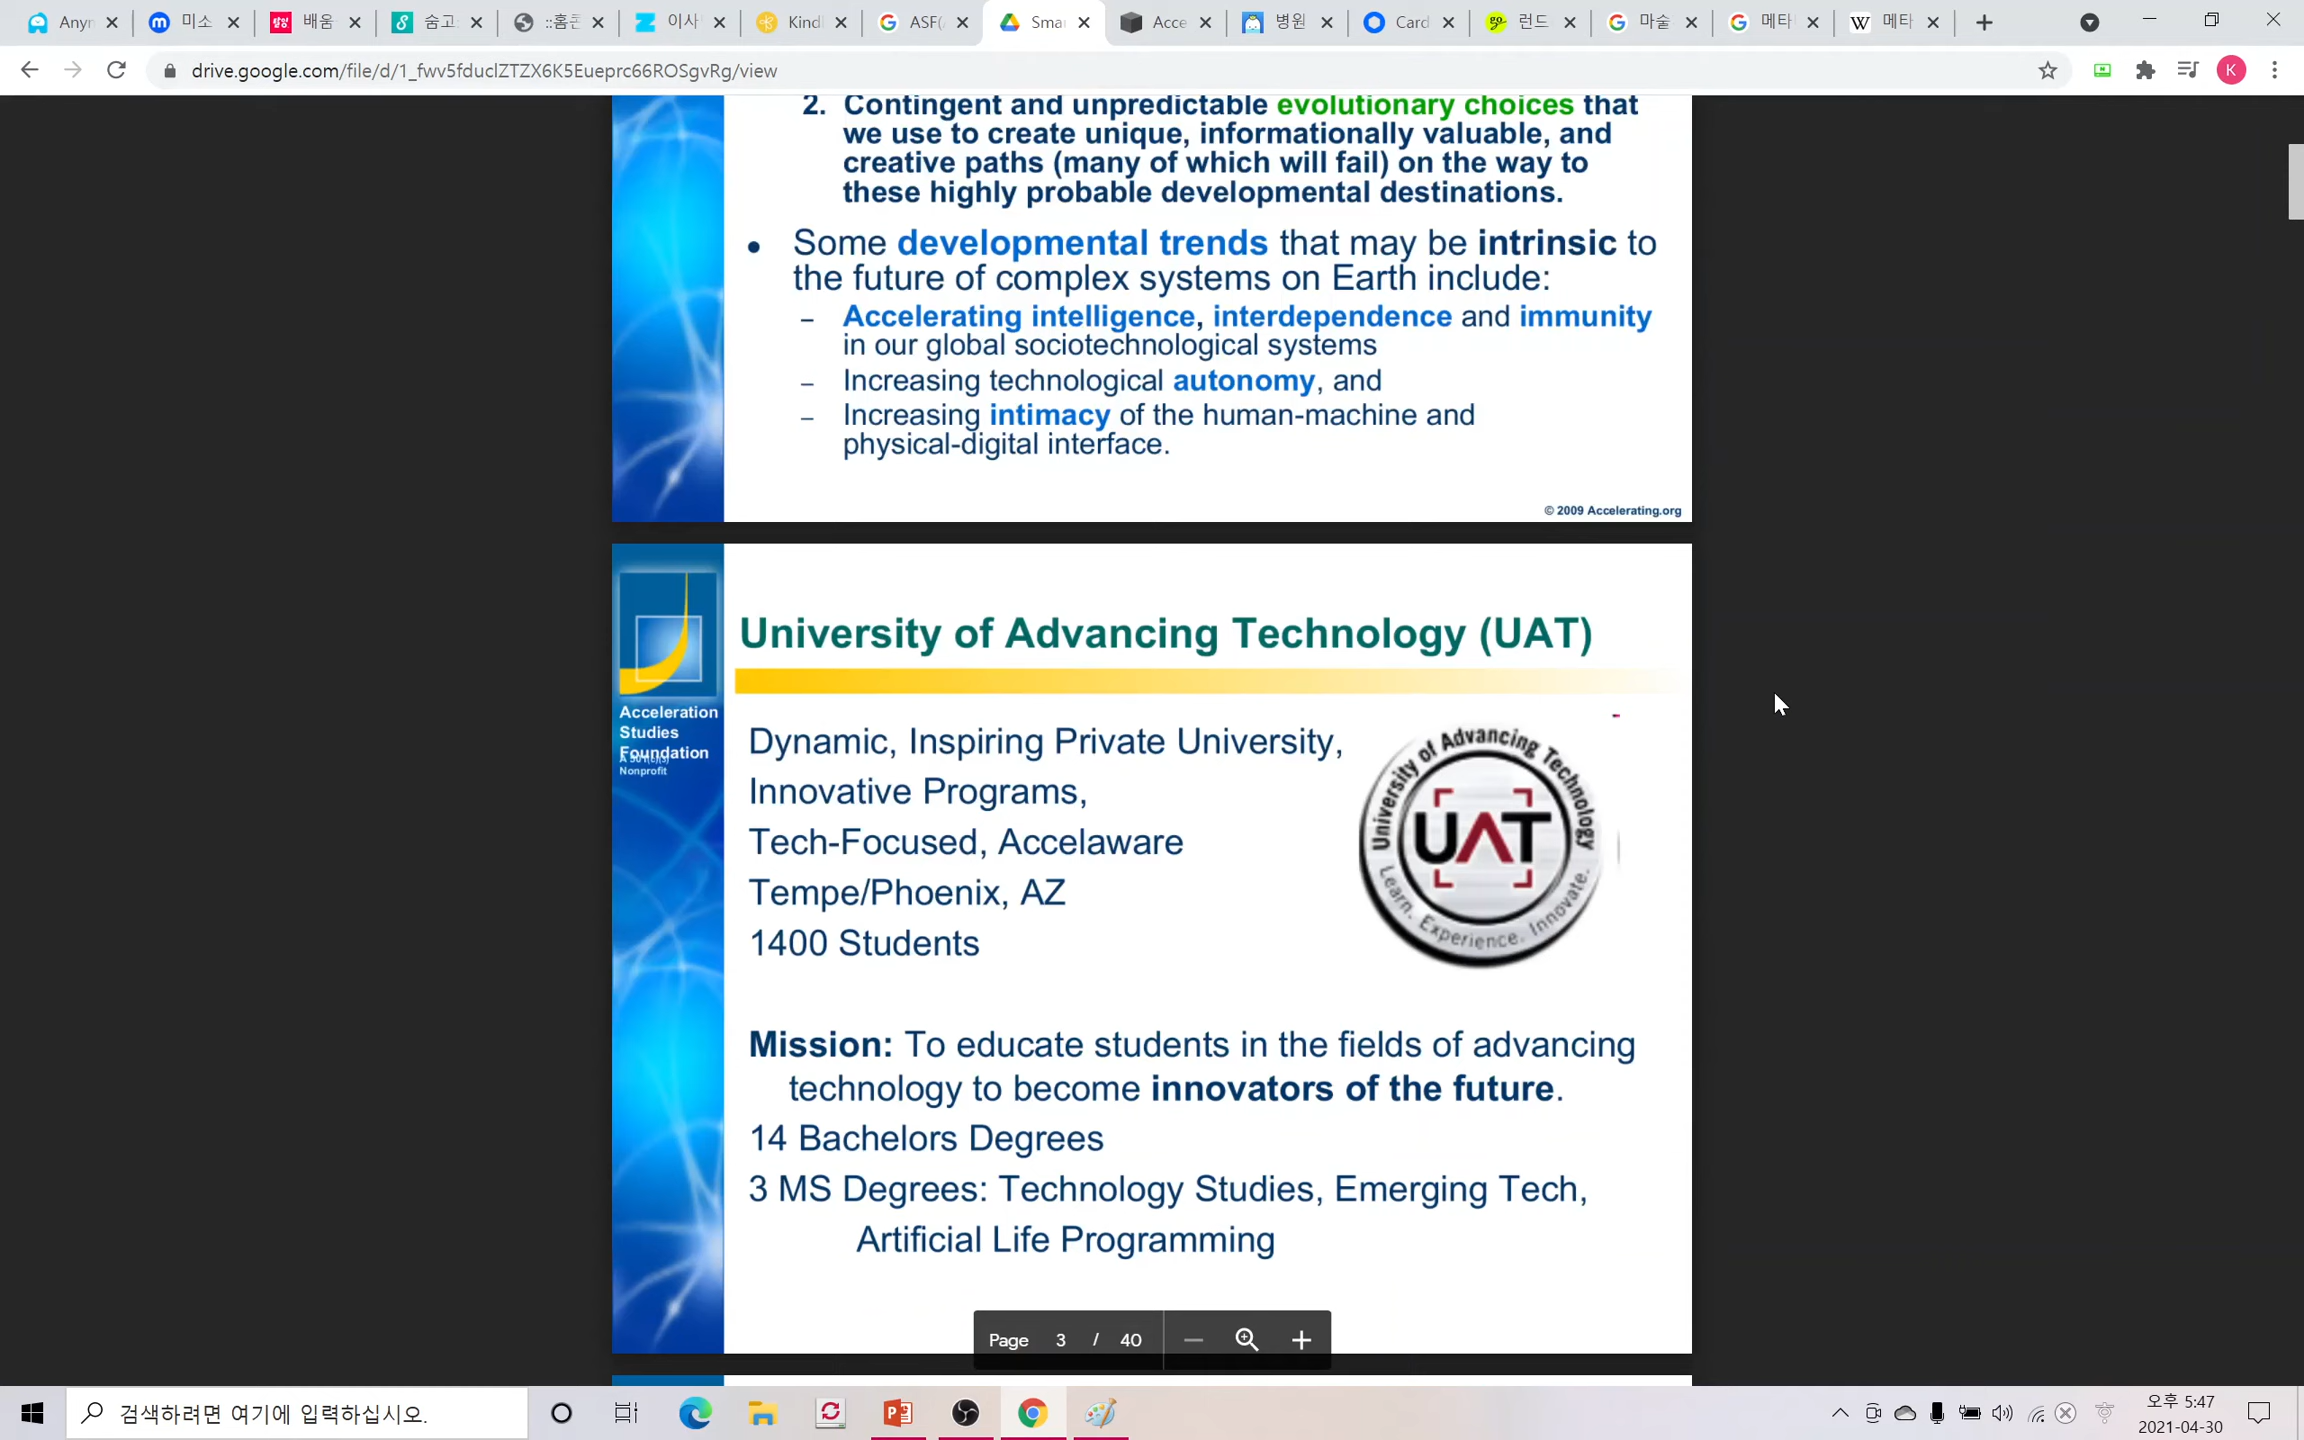 Anyr
미소
배움
숨고
::홈콘
이사
Kindl
ASF(
Smar
Acce
병원
Card
런드
마술
메타
메타
drive.google.com/file/d/1_fwv5fduclZTZX6K5Eueprc66ROSgvRg/view
K
2. Contingent and unpredictable evolutionary choices that
we use to create unique, informationally valuable, and
creative paths (many of which will fail) on the way to
these highly probable developmental destinations.
• Some developmental trends that may be intrinsic to
the future of complex systems on Earth include:
– Accelerating intelligence, interdependence and immunity
in our global sociotechnological systems
– Increasing technological autonomy, and
– Increasing intimacy of the human-machine and
physical-digital interface.
© 2009 Accelerating.org
University of Advancing Technology (UAT)
Acceleration
Studies
Foundation
A 501(c)(3)
Nonprofit
Dynamic, Inspiring Private University,
Innovative Programs,
Tech-Focused, Accelaware
Tempe/Phoenix, AZ
1400 Students
University of Advancing Technology
UAT
Learn. Experience. Innovate.
Mission: To educate students in the fields of advancing
technology to become innovators of the future.
14 Bachelors Degrees
3 MS Degrees: Technology Studies, Emerging Tech,
Artificial Life Programming
Page 3 / 40
검색하려면 여기에 입력하십시오.
오후 5:47
2021-04-30